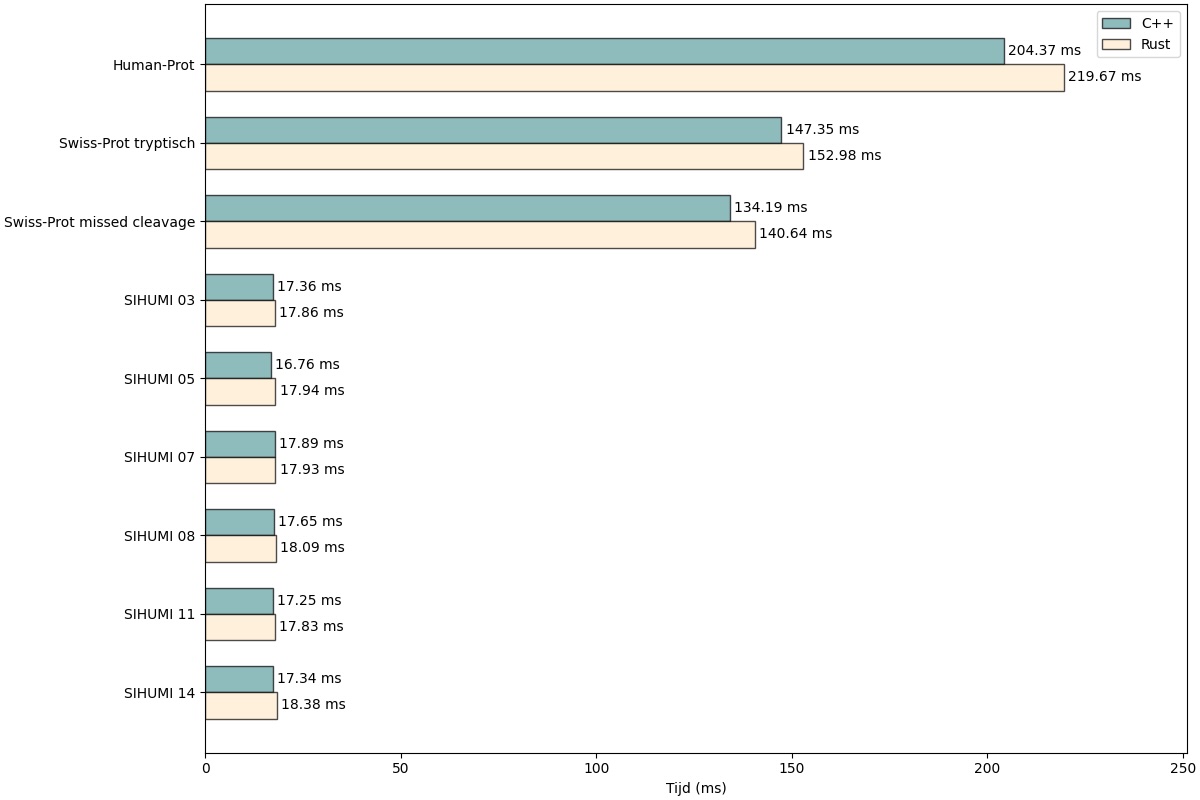 C++
Rust
Human-Prot
204.37 ms
219.67 ms
Swiss-Prot tryptisch
147.35 ms
152.98 ms
Swiss-Prot missed cleavage
134.19 ms
140.64 ms
SIHUMI 03
17.36 ms
17.86 ms
SIHUMI 05
16.76 ms
17.94 ms
SIHUMI 07
17.89 ms
17.93 ms
SIHUMI 08
17.65 ms
18.09 ms
SIHUMI 11
17.25 ms
17.83 ms
SIHUMI 14
17.34 ms
18.38 ms
0 50 100 150 200 250
Tijd (ms)